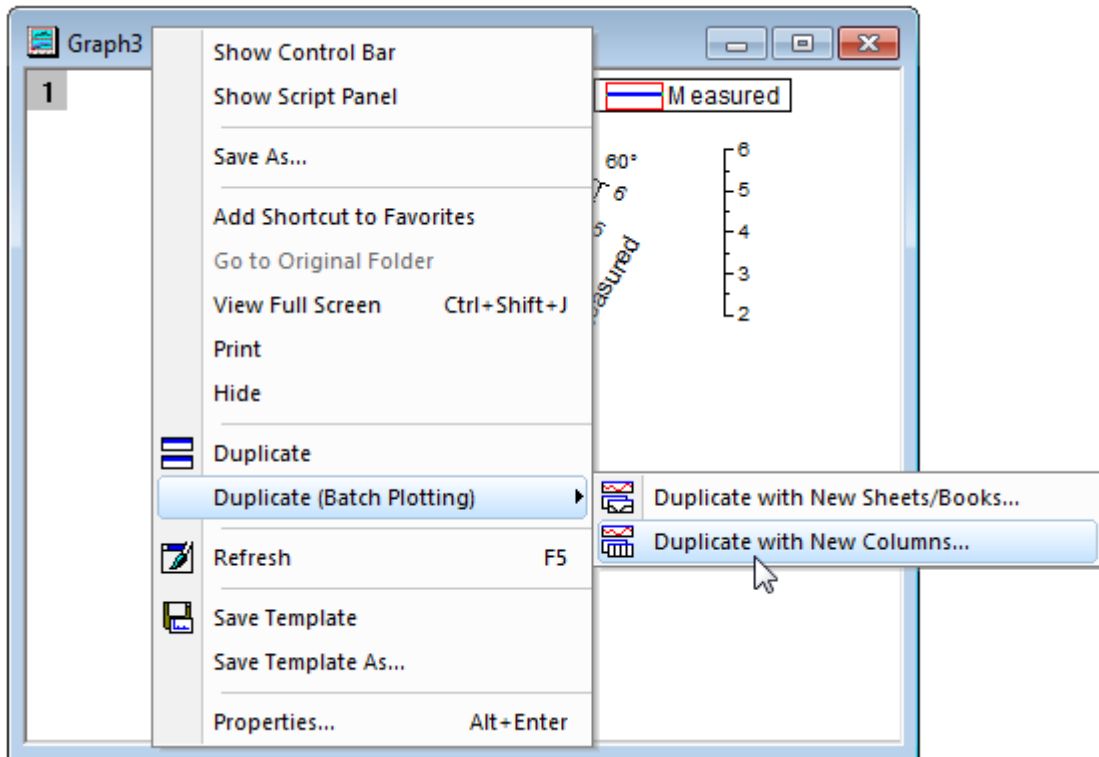 Graph3
1
Show Control Bar
Show Script Panel
Save As...
Add Shortcut to Favorites
Go to Original Folder
View Full Screen Ctrl+Shift+J
Print
Hide
Duplicate
Duplicate (Batch Plotting)
Refresh F5
Save Template
Save Template As...
Properties... Alt+Enter
Duplicate with New Sheets/Books...
Duplicate with New Columns...
Measured
60°
6
6
5
4
3
2